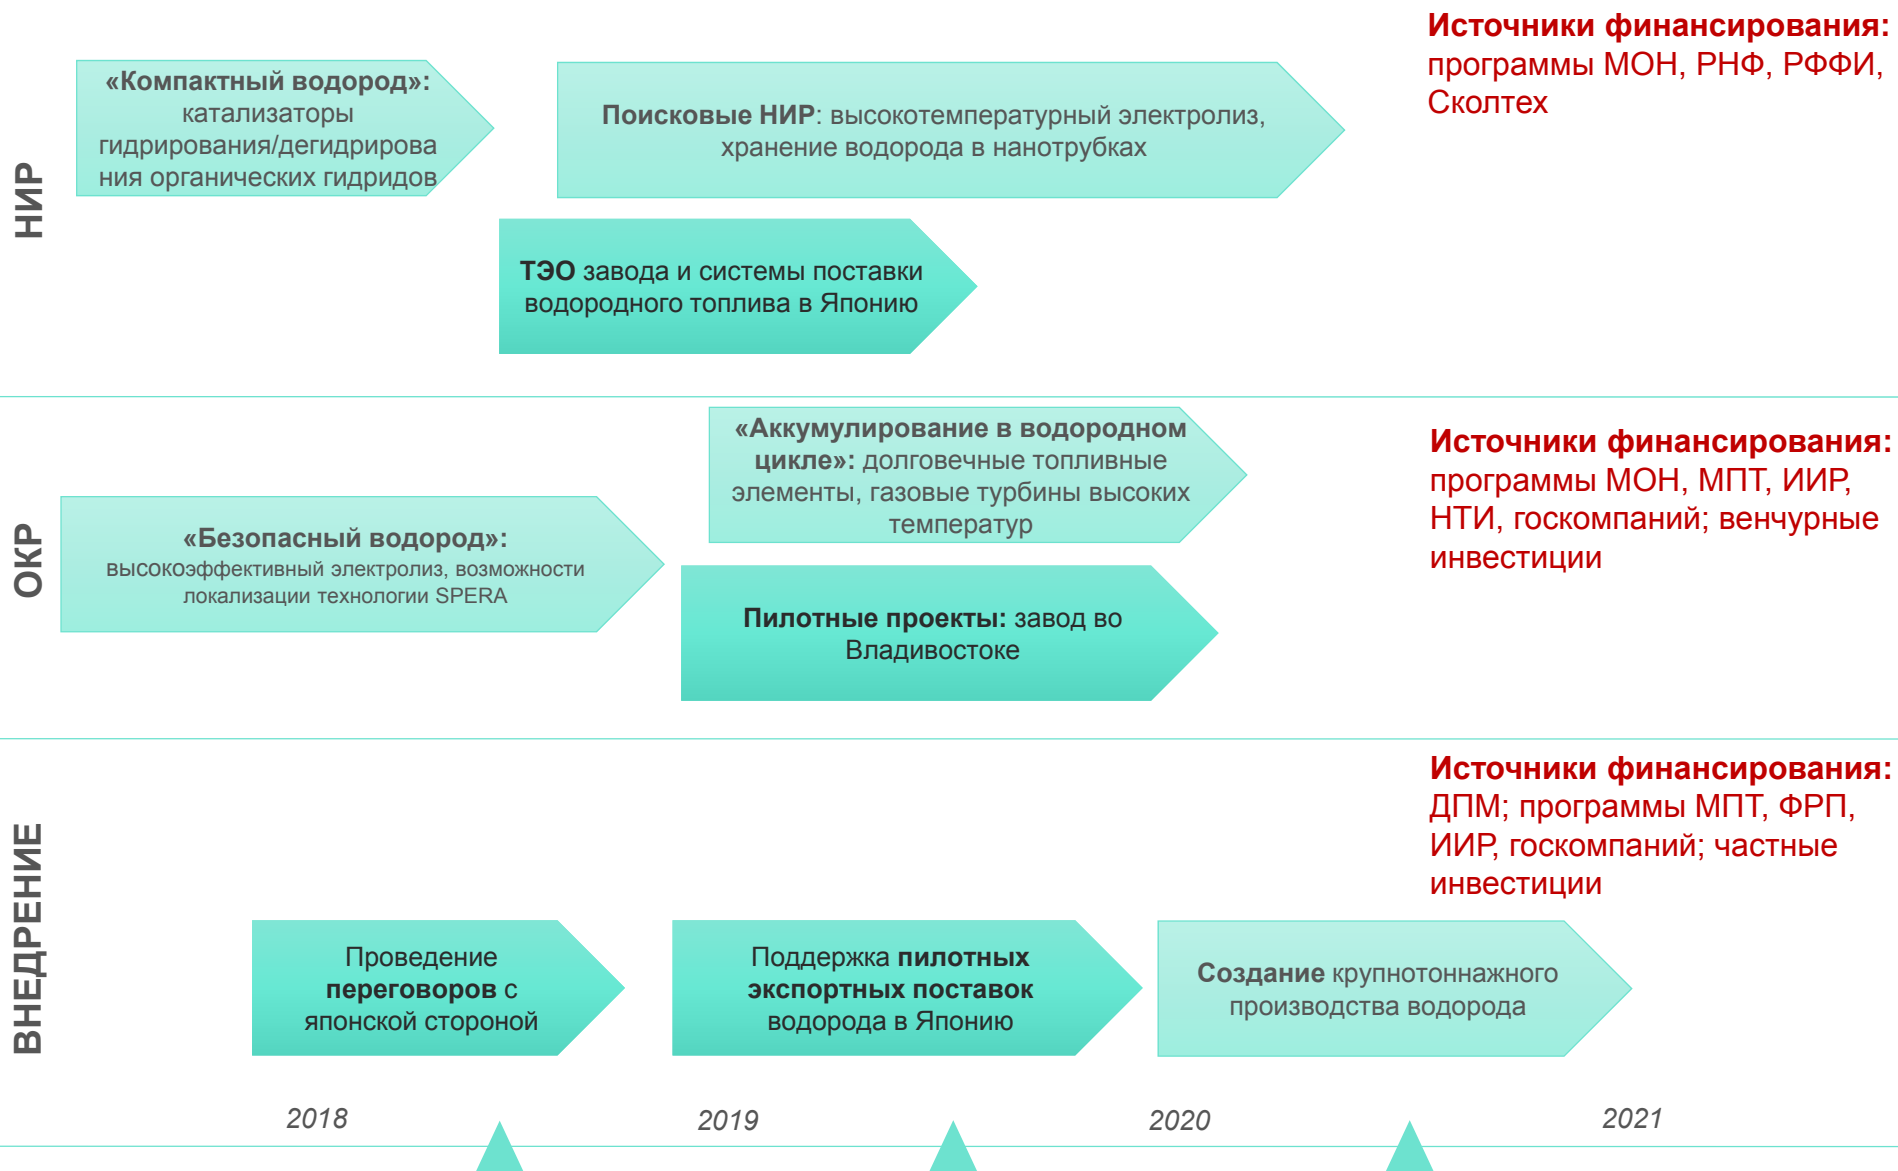 НИР
«Компактный водород»:
катализаторы
гидрирования/дегидрирова
ния органических гидридов
Поисковые НИР: высокотемпературный электролиз,
хранение водорода в нанотрубках
ТЭО завода и системы поставки
водородного топлива в Японию
Источники финансирования:
программы МОН, РНФ, РФФИ,
Сколтех
ОКР
«Безопасный водород»:
высокоэффективный электролиз, возможности
локализации технологии SPERA
«Аккумулирование в водородном
цикле»: долговечные топливные
элементы, газовые турбины высоких
температур
Пилотные проекты: завод во
Владивостоке
Источники финансирования:
программы МОН, МПТ, ИИР,
НТИ, госкомпаний; венчурные
инвестиции
ВНЕДРЕНИЕ
Проведение
переговоров с
японской стороной
Поддержка пилотных
экспортных поставок
водорода в Японию
Создание крупнотоннажного
производства водорода
Источники финансирования:
ДПМ; программы МПТ, ФРП,
ИИР, госкомпаний; частные
инвестиции
2018
2019
2020
2021